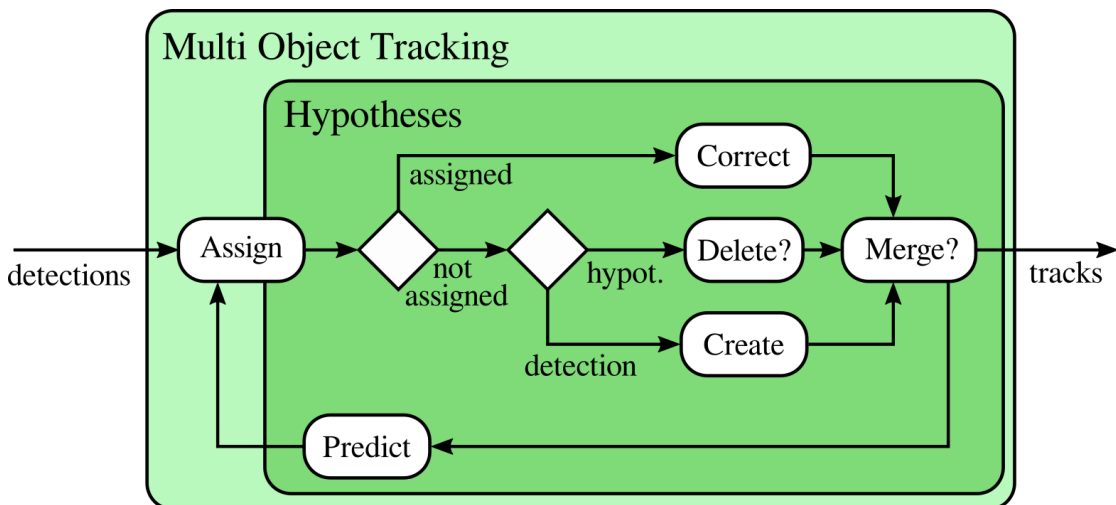 Multi Object Tracking
Hypotheses
Correct
assigned
Assign
Delete?
Merge?
detections
not
assigned
hypot.
tracks
Create
detection
Predict